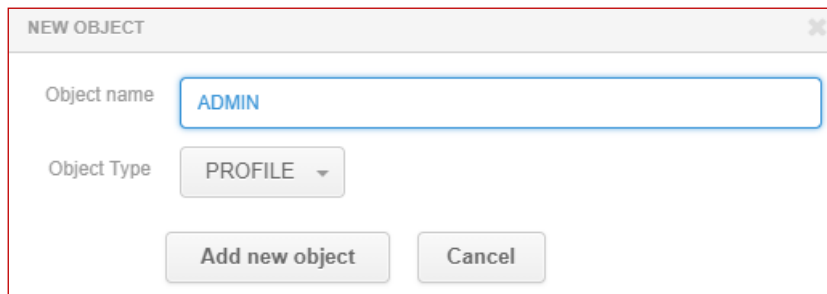 NEW OBJECT
Object name ADMIN
Object Type PROFILE
Add new object Cancel